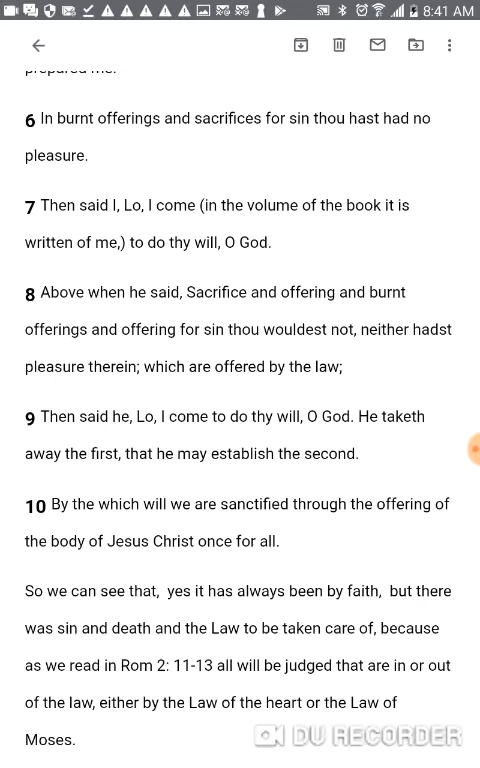 8:41 AM
6 In burnt offerings and sacrifices for sin thou hast had no
pleasure.
7 Then said I, Lo, I come (in the volume of the book it is
written of me,) to do thy will, O God.
8 Above when he said, Sacrifice and offering and burnt
offerings and offering for sin thou wouldest not, neither hadst
pleasure therein; which are offered by the law;
9 Then said he, Lo, I come to do thy will, O God. He taketh
away the first, that he may establish the second.
10 By the which will we are sanctified through the offering of
the body of Jesus Christ once for all.
So we can see that,  yes it has always been by faith,  but there
was sin and death and the Law to be taken care of, because
as we read in Rom 2: 11-13 all will be judged that are in or out
of the law, either by the Law of the heart or the Law of
Moses.
DU RECORDER